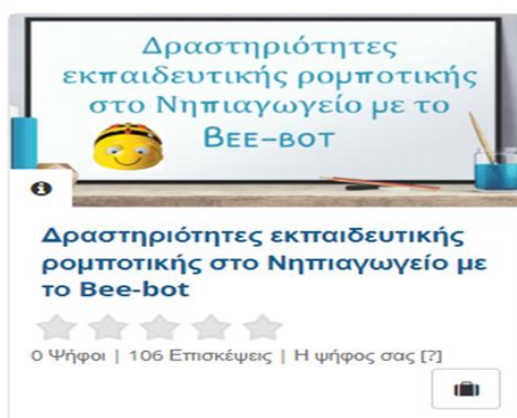 Δραστηριότητες
εκπαιδευτικής ρομποτικής
στο Νηπιαγωγείο με το
BEE-BOT
Δραστηριότητες εκπαιδευτικής
ρομποτικής στο Νηπιαγωγείο με
το Bee-bot
0 Ψήφοι | 106 Επισκέψεις | Η ψήφος σας [?]